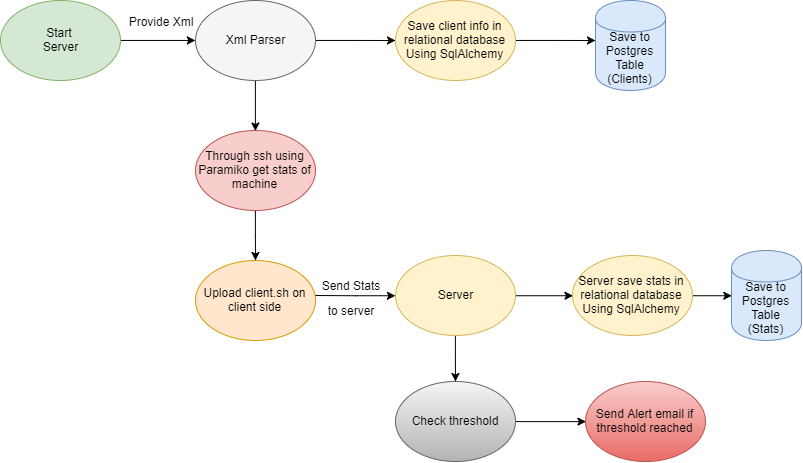 Start
Server
Provide Xml
Xml Parser
Save client info in
relational database
Using SqlAlchemy
Save to
Postgres
Table
(Clients)
Through ssh using
Paramiko get stats of
machine
Upload client.sh on
client side
Send Stats
to server
Server
Server save stats in
relational database
Using SqlAlchemy
Save to
Postgres
Table
(Stats)
Check threshold
Send Alert email if
threshold reached